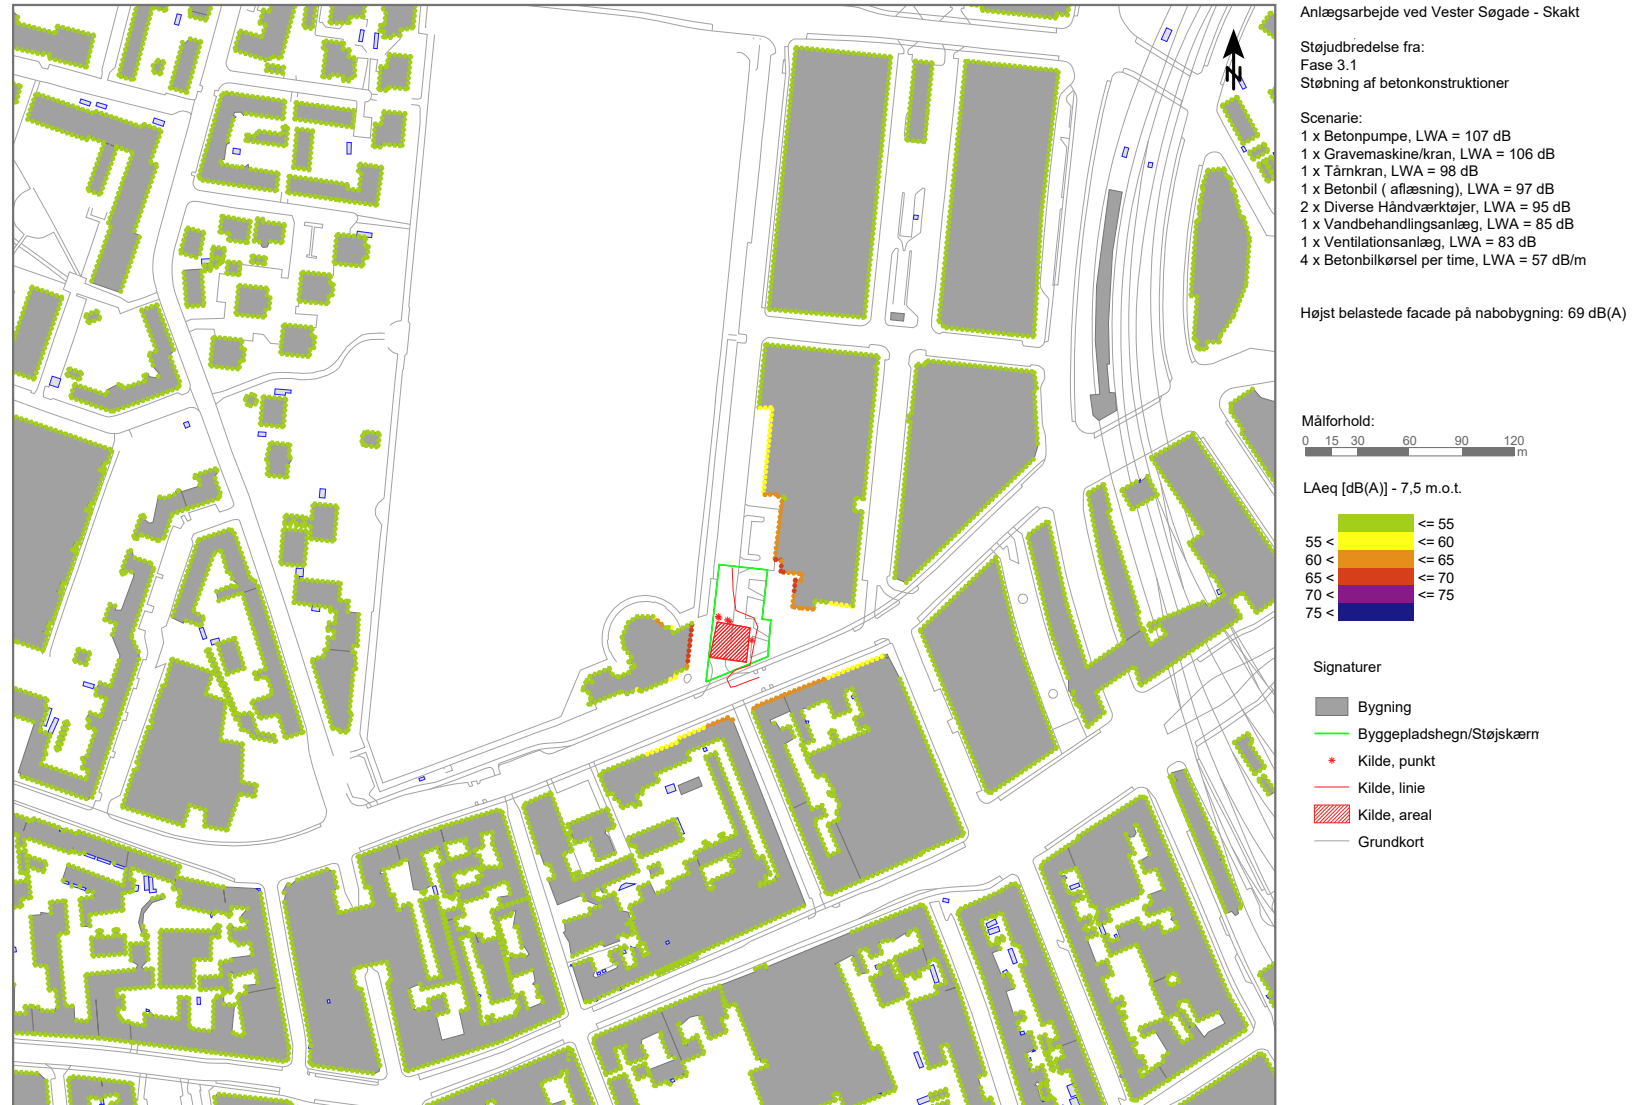 Anlægsarbejde ved Vester Søgade - Skakt
Støjudbredelse fra:
Fase 3.1
Støbning af betonkonstruktioner
Scenarie:
1 x Betonpumpe, LWA = 107 dB
1 x Gravemaskine/kran, LWA = 106 dB
1 x Tårnkran, LWA = 98 dB
1 x Betonbil ( aflæsning), LWA = 97 dB
2 x Diverse Håndværktøjer, LWA = 95 dB
1 x Vandbehandlingsanlæg, LWA = 85 dB
1 x Ventilationsanlæg, LWA = 83 dB
4 x Betonbilkørsel per time, LWA = 57 dB/m
Højst belastede facade på nabobygning: 69 dB(A)
Målforhold:
0 15 30 60 90 120
m
LAeq [dB(A)] - 7,5 m.o.t.
<= 55
55 < <= 60
60 < <= 65
65 < <= 70
70 < <= 75
75 <
Signaturer
Bygning
Byggepladshegn/Støjskærm
Kilde, punkt
Kilde, linie
Kilde, areal
Grundkort
N